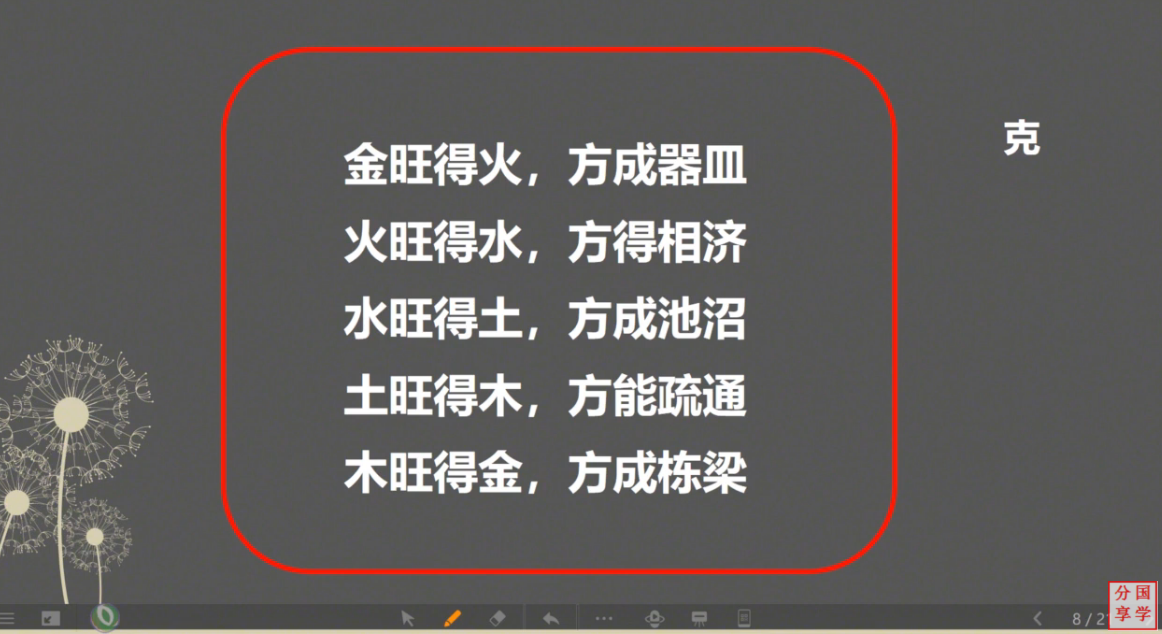 克
金旺得火，方成器皿
火旺得水，方得相济
水旺得土，方成池沼
土旺得木，方能疏通
木旺得金，方成栋梁
8 / 2
分国
享学